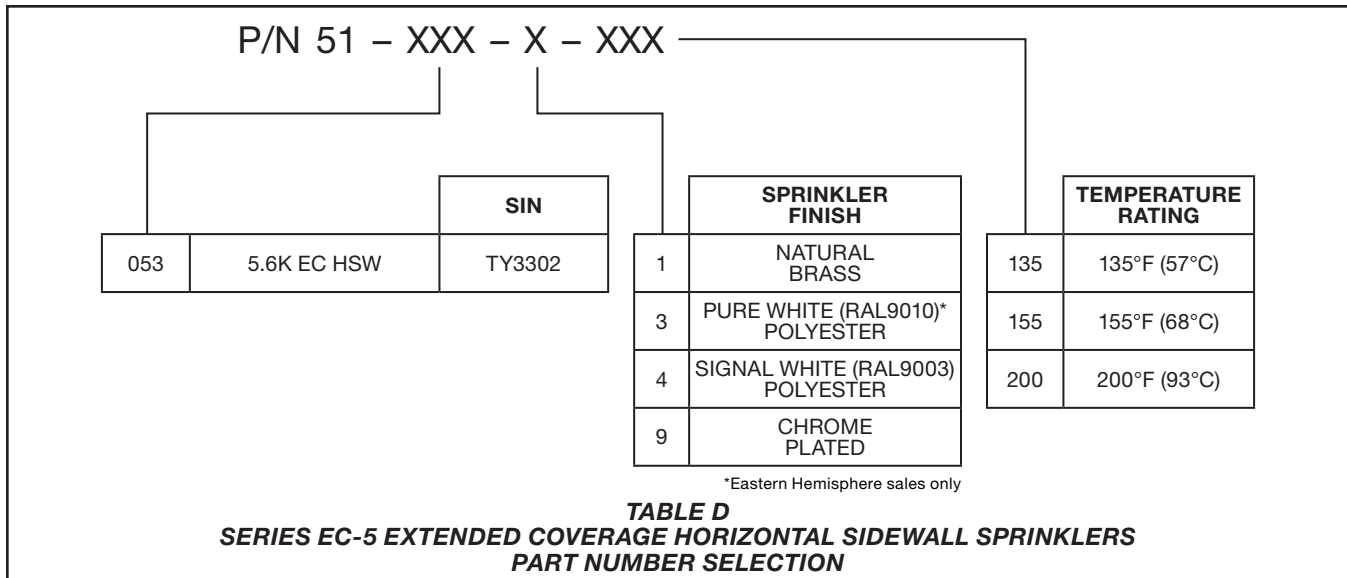 P/N 51 – XXX – X – XXX
SIN
053 5.6K EC HSW TY3302
SPRINKLER
FINISH
1 NATURAL
BRASS
3 PURE WHITE (RAL9010)*
POLYESTER
4 SIGNAL WHITE (RAL9003)
POLYESTER
9 CHROME
PLATED
*Eastern Hemisphere sales only
TEMPERATURE
RATING
135 135°F (57°C)
155 155°F (68°C)
200 200°F (93°C)
TABLE D
SERIES EC-5 EXTENDED COVERAGE HORIZONTAL SIDEWALL SPRINKLERS
PART NUMBER SELECTION